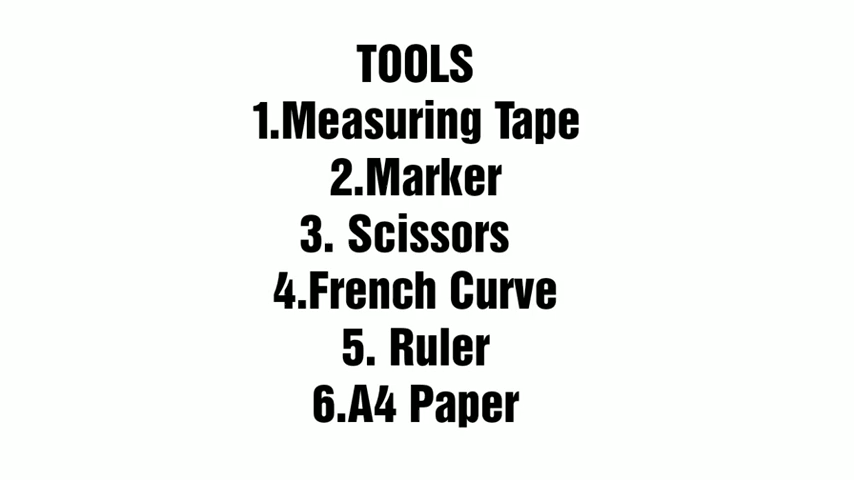 TOOLS
1.Measuring Tape
2.Marker
3. Scissors
4.French Curve
5. Ruler
6.A4 Paper